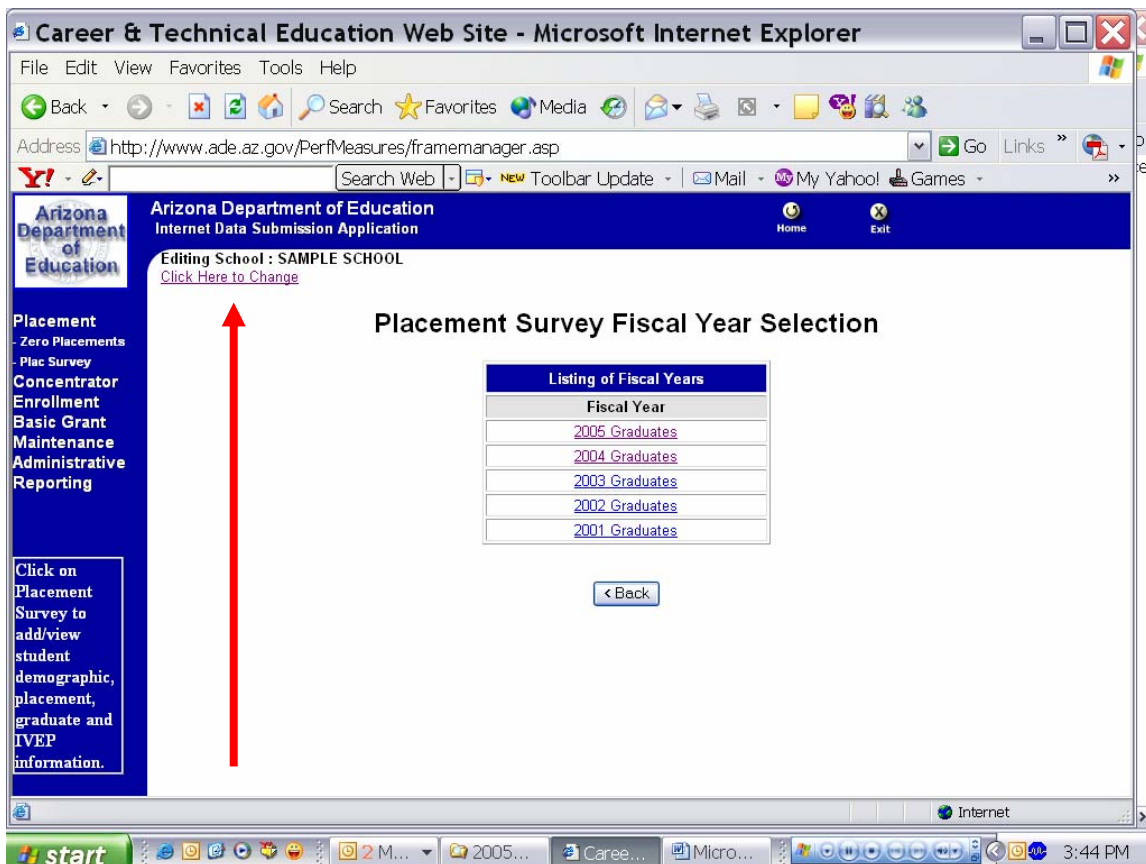 Career & Technical Education Web Site - Microsoft Internet Explorer
File Edit View Favorites Tools Help
Back Search Favorites Media
Address http://www.ade.az.gov/PerfMeasures/framemanager.asp Go Links »
Y! Search Web NEW Toolbar Update Mail My Yahoo! Games »
Arizona
Department
of
Education
Arizona Department of Education
Internet Data Submission Application
Home Exit
Editing School : SAMPLE SCHOOL
Click Here to Change
Placement
- Zero Placements
- Plac Survey
Concentrator
Enrollment
Basic Grant
Maintenance
Administrative
Reporting
Click on
Placement
Survey to
add/view
student
demographic,
placement,
graduate and
IVEP
information.
Placement Survey Fiscal Year Selection
Listing of Fiscal Years
Fiscal Year
2005 Graduates
2004 Graduates
2003 Graduates
2002 Graduates
2001 Graduates
< Back
Internet
start 2 M... 2005... Caree... Micro... 3:44 PM